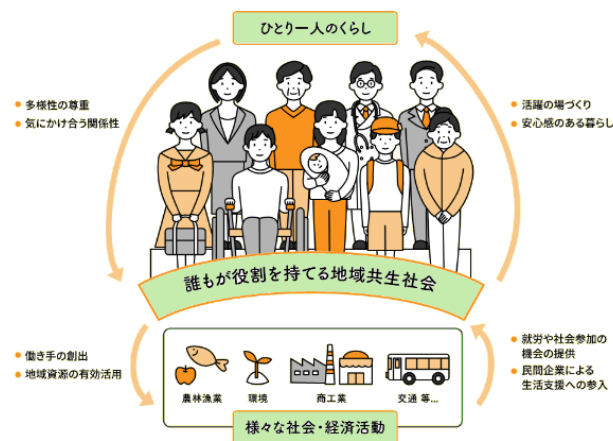 ひとり一人のくらし
● 多様性の尊重
● 気にかけ合う関係性
● 活躍の場づくり
● 安心感のある暮らし
誰もが役割を持てる地域共生社会
● 働き手の創出
● 地域資源の有効活用
● 就労や社会参加の
機会の提供
● 民間企業による
生活支援への参入
農林漁業
環境
商工業
交通 等...
様々な社会・経済活動